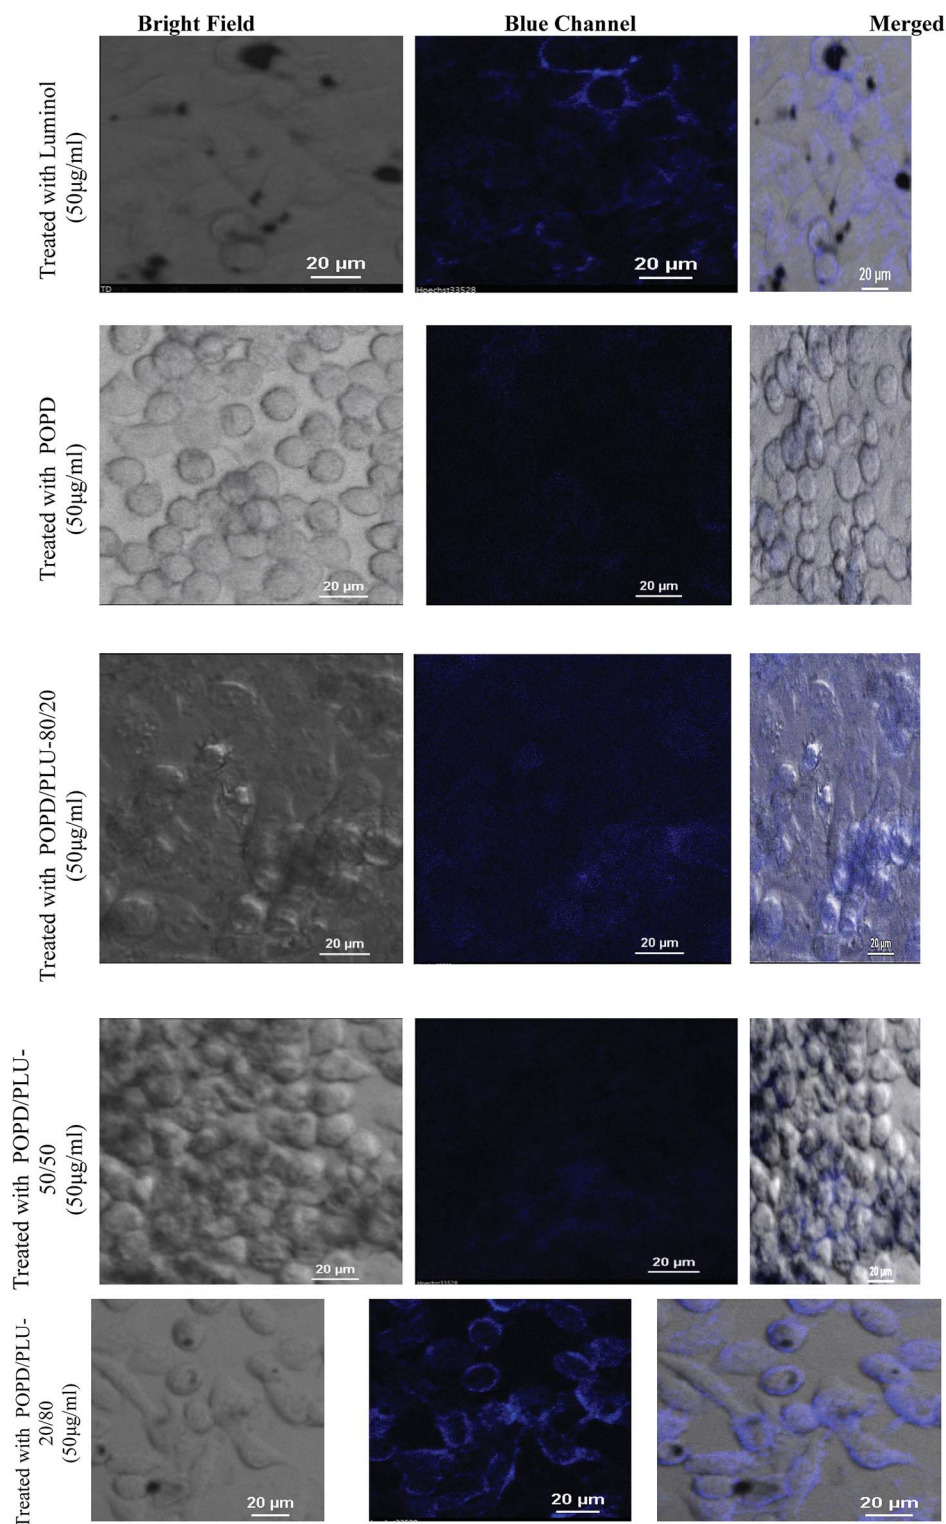 Bright Field
Blue Channel
Merged
Treated with Luminol
(50µg/ml)
20 µm
TD
20 µm
Hoechst33528
20 µm
Treated with POPD
(50µg/ml)
20 µm
20 µm
Treated with POPD/PLU-80/20
(50µg/ml)
20 µm
20 µm
20 µm
Treated with POPD/PLU-
50/50
(50µg/ml)
20 µm
20 µm
Hoechst33528
20 µm
Treated with POPD/PLU-
20/80
(50µg/ml)
20 µm
20 µm
20 µm